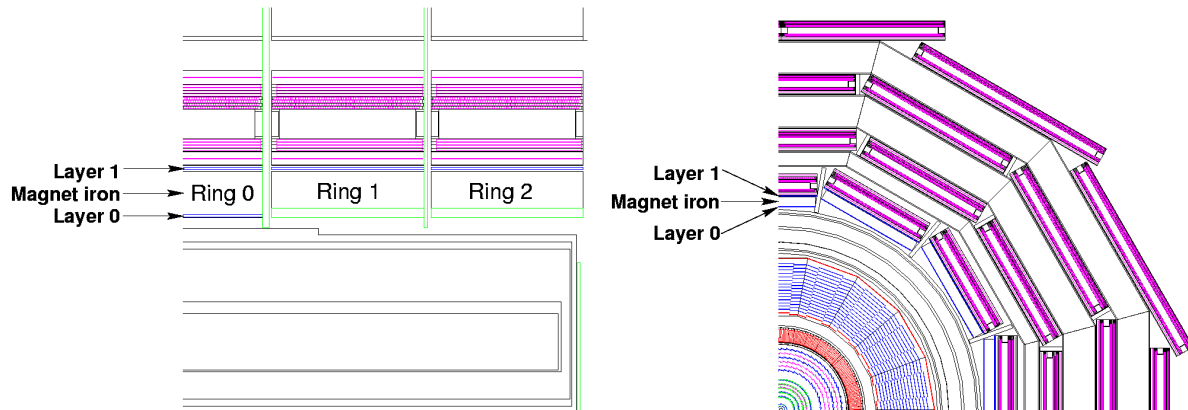 Layer 1
Magnet iron
Layer 0
Ring 0
Ring 1
Ring 2
Layer 1
Magnet iron
Layer 0